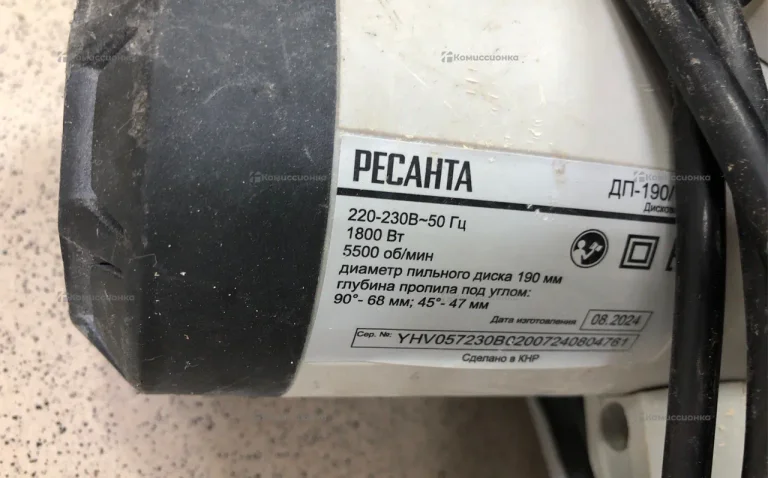 Комиссионка
Комиссионка
Комиссионка
Комиссионка
РЕСАНТА
ДП-190/
Дисков
220-230В~50 Гц
1800 Вт
5500 об/мин
диаметр пильного диска 190 мм
глубина пропила под углом:
90°- 68 мм; 45°- 47 мм
Дата изготовления 08.2024
Сер. №: YHV057230B02007240804761
Сделано в КНР
Комиссионка
Комиссионка